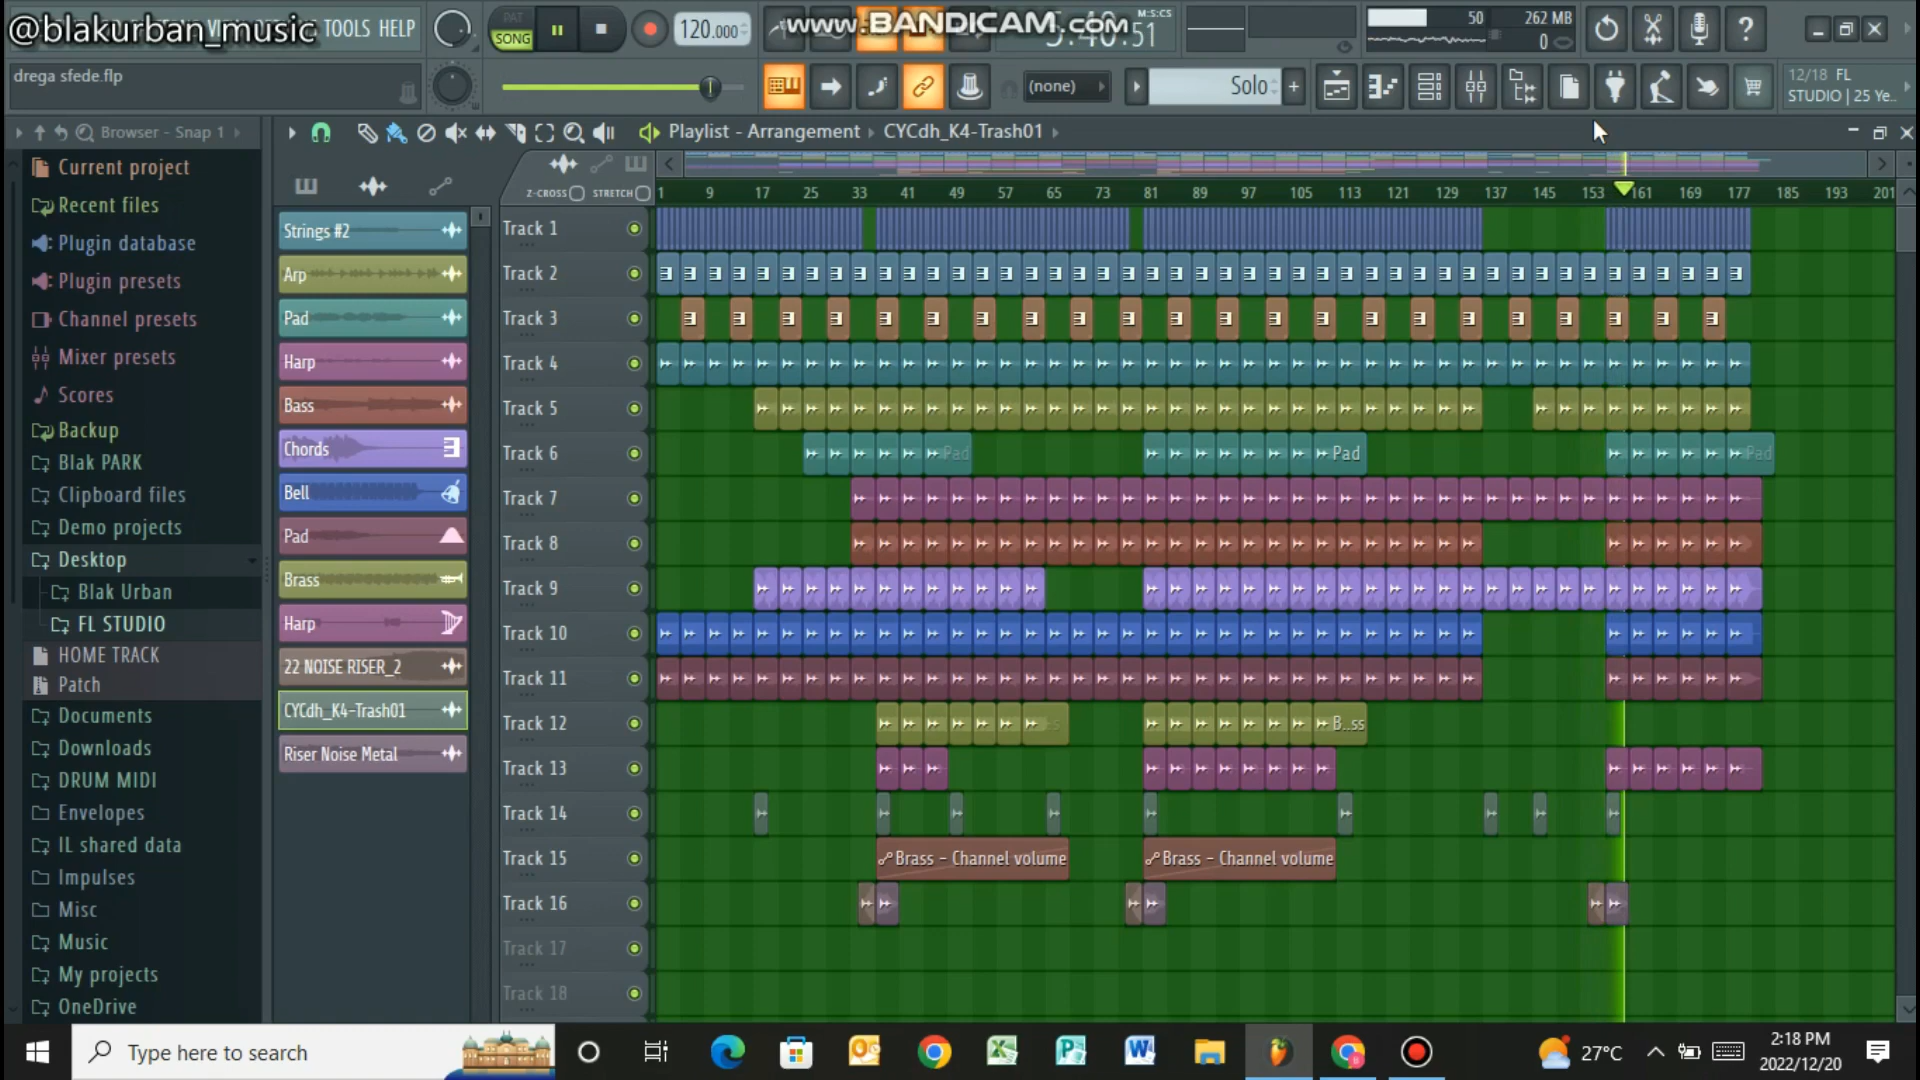 @blakurban_music
TOOLS HELP
PAT
SONG
120.000
www.BANDICAM.com
M:S:CS
50
262 MB
0
drega sfede.flp
(none)
Solo
12/18 FL
STUDIO | 25 Ye..
Browser - Snap 1
Playlist - Arrangement
CYCdh_K4-Trash01
Z-CROSS
STRETCH
1 9 17 25 33 41 49 57 65 73 81 89 97 105 113 121 129 137 145 153 161 169 177 185 193 201
Current project
Recent files
Plugin database
Plugin presets
Channel presets
Mixer presets
Scores
Backup
Blak PARK
Clipboard files
Demo projects
Desktop
Blak Urban
FL STUDIO
HOME TRACK
Patch
Documents
Downloads
DRUM MIDI
Envelopes
IL shared data
Impulses
Misc
Music
My projects
OneDrive
Strings #2
Arp
Pad
Harp
Bass
Chords
Bell
Pad
Brass
Harp
22 NOISE RISER_2
CYCdh_K4-Trash01
Riser Noise Metal
Track 1
Track 2
Track 3
Track 4
Track 5
Track 6
Pad
Pad
Pad
Track 7
Track 8
Track 9
Track 10
Track 11
Track 12
B..ss
Track 13
Track 14
Track 15
Brass - Channel volume
Brass - Channel volume
Track 16
Track 17
Track 18
Type here to search
27°C
2:18 PM
2022/12/20